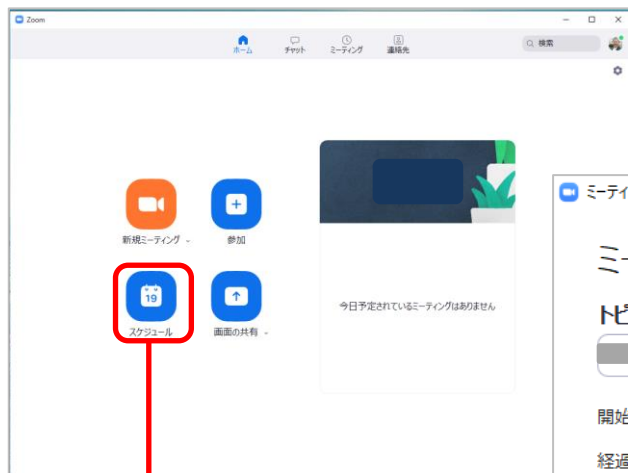 Zoom
ホーム
チャット
ミーティング
連絡先
検索
新規ミーティング
参加
19
スケジュール
画面の共有
今日予定されているミーティングはありません
ミーティ
ミー
トピ
開始
経過